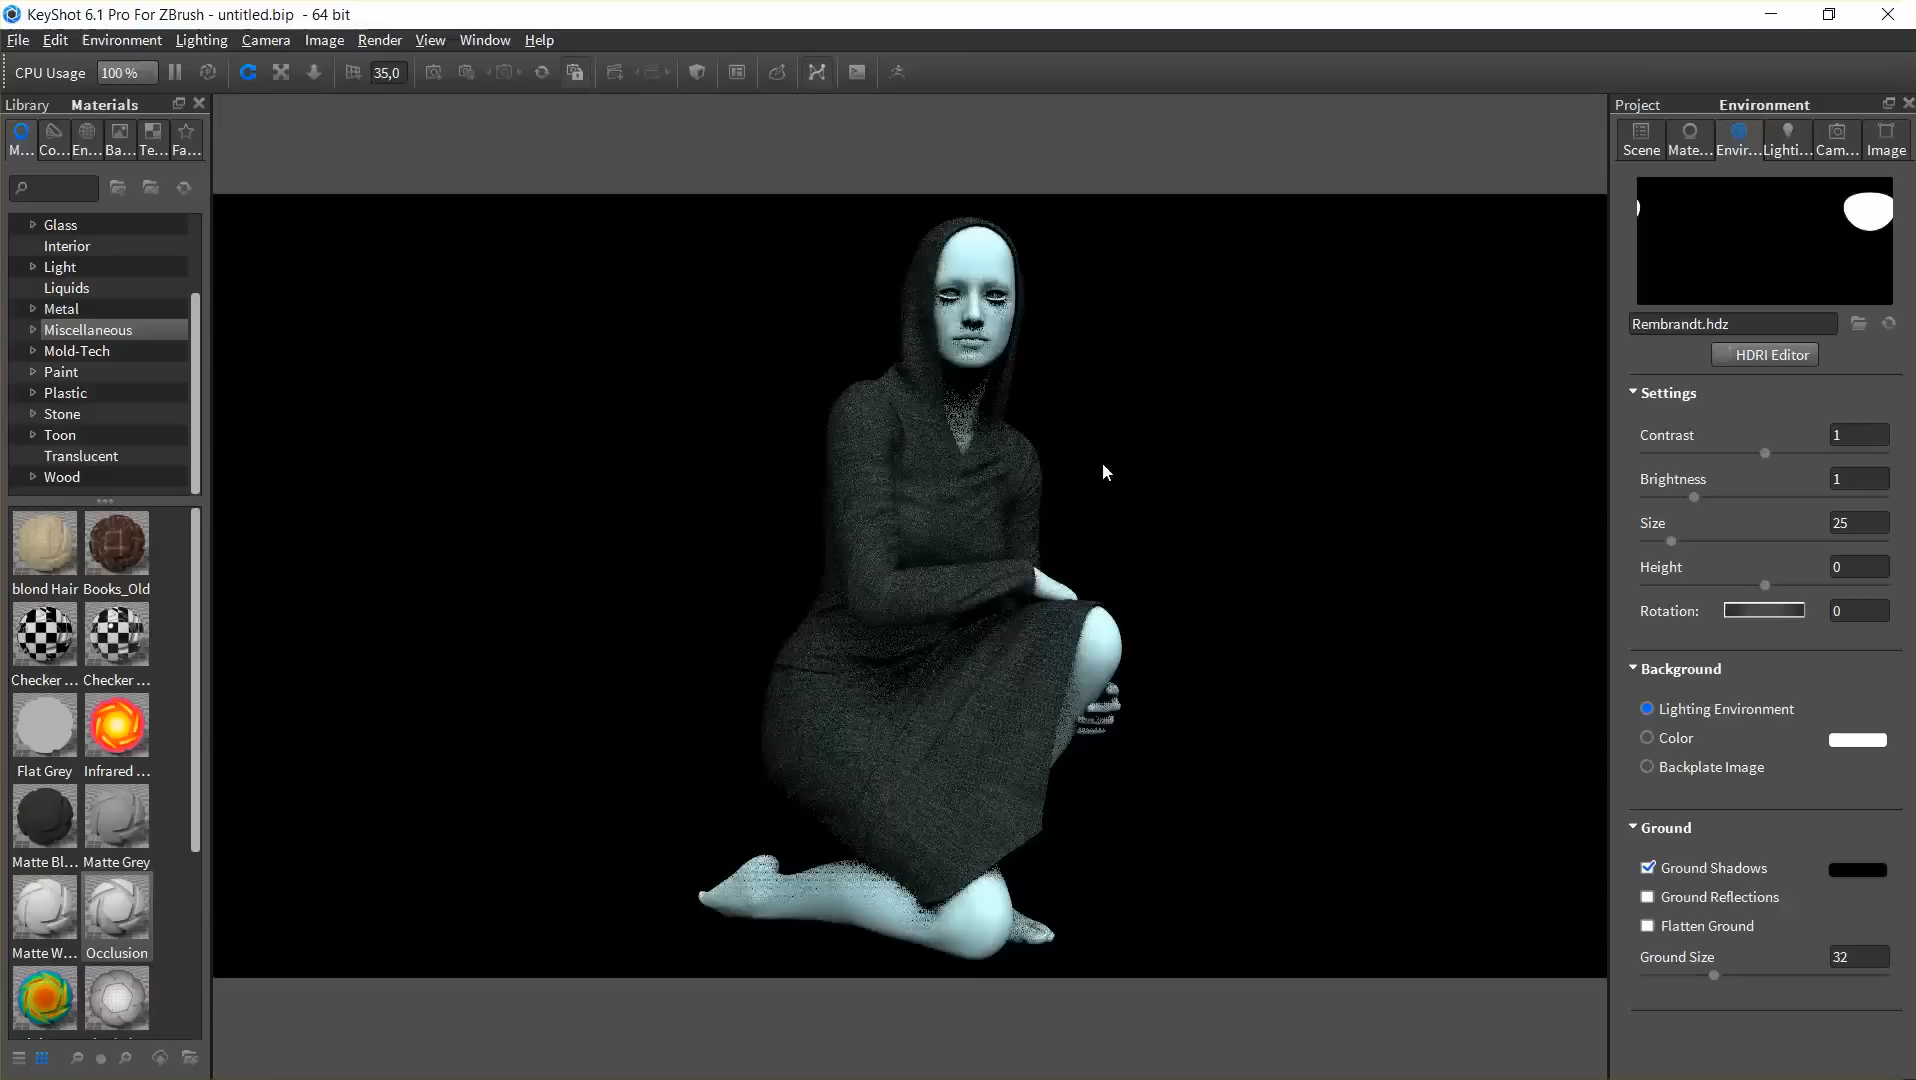 KeyShot 6.1 Pro For ZBrush - untitled.bip - 64 bit
File Edit Environment Lighting Camera Image Render View Window Help
CPU Usage 100 % 35,0
Library Materials
M... Co... En... Ba... Te... Fa...
Glass
Interior
Light
Liquids
Metal
Miscellaneous
Mold-Tech
Paint
Plastic
Stone
Toon
Translucent
Wood
blond Hair Books_Old
Checker ... Checker ...
Flat Grey Infrared ...
Matte Bl... Matte Grey
Matte W... Occlusion
Project Environment
Scene Mate... Envir... Lighti... Cam... Image
Rembrandt.hdz
HDRI Editor
Settings
Contrast 1
Brightness 1
Size 25
Height 0
Rotation: 0
Background
Lighting Environment
Color
Backplate Image
Ground
Ground Shadows
Ground Reflections
Flatten Ground
Ground Size 32